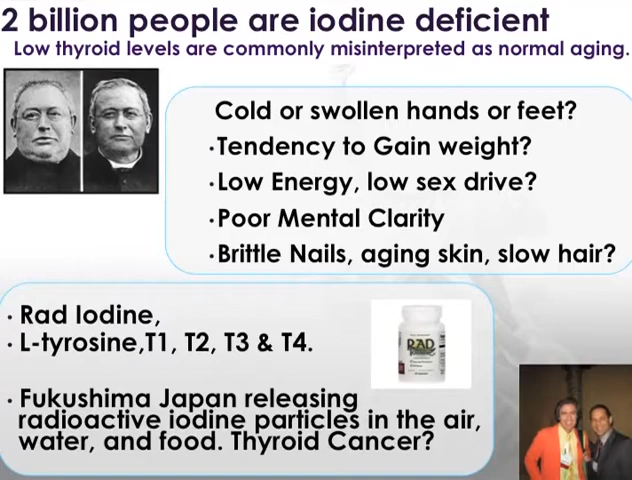 2 billion people are iodine deficient
Low thyroid levels are commonly misinterpreted as normal aging.
Cold or swollen hands or feet?
·Tendency to Gain weight?
·Low Energy, low sex drive?
·Poor Mental Clarity
·Brittle Nails, aging skin, slow hair?
· Rad Iodine,
· L-tyrosine,T1, T2, T3 & T4.
RAD
· Fukushima Japan releasing
radioactive iodine particles in the air,
water, and food. Thyroid Cancer?